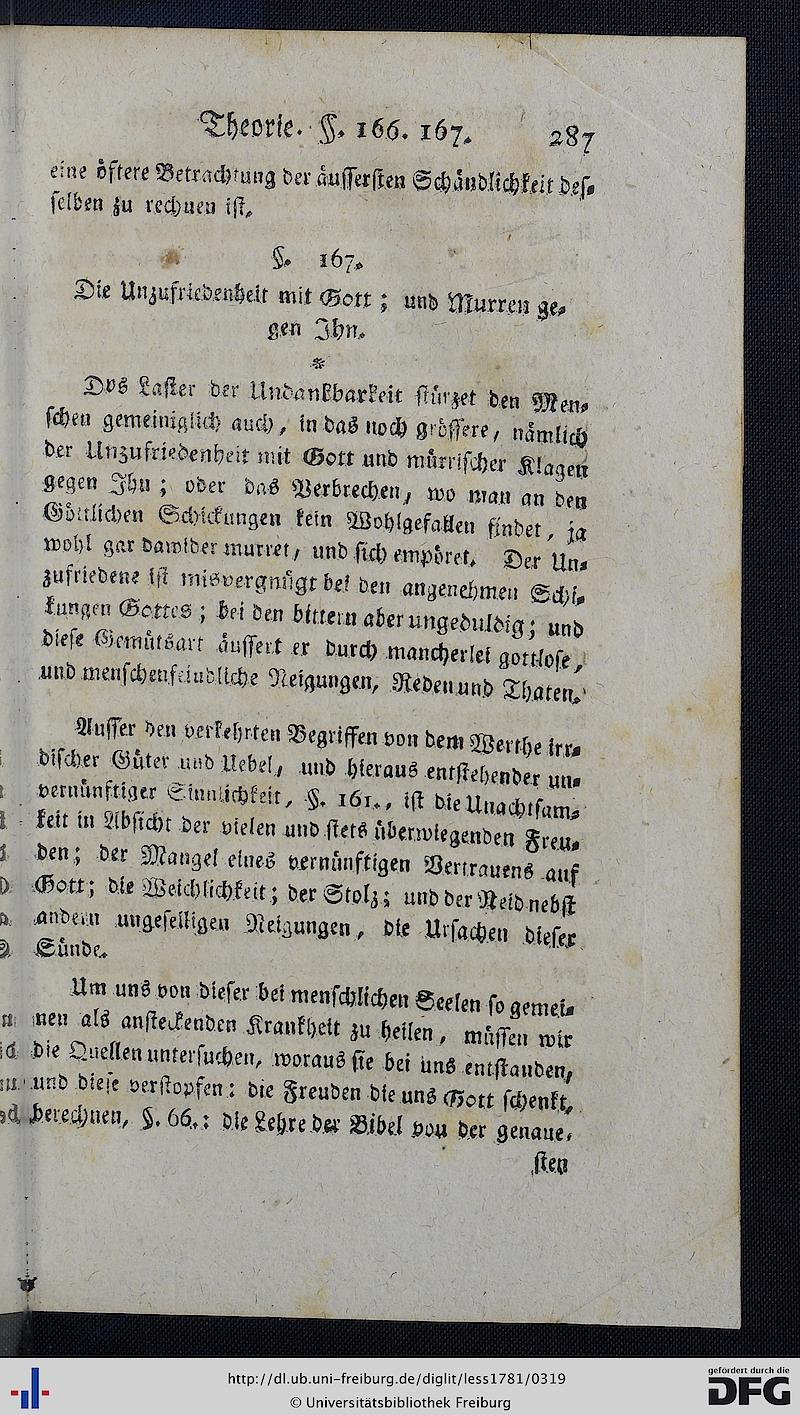 Theorie. §. 166. 167. 287
eine öftere Betrachtung der äussersten Schändlichkeit des⸗
selben zu rechnen ist.
§. 167.
Die Unzufriedenheit mit Gott; und Murren ge⸗
gen Ihn.
*
Das Laster der Undankbarkeit stürzet den Men⸗
schen gemeiniglich auch, in das noch grössere, nämlich
der Unzufriedenheit mit Gott und mürrischer Klagen
gegen Ihn; oder das Verbrechen, wo man an den
Göttlichen Schickungen kein Wohlgefallen findet, ja
wohl gar dawider murret, und sich empöret. Der Un⸗
zufriedene ist misvergnügt bei den angenehmen Schi⸗
kungen Gottes; bei den bittern aber ungeduldig; und
diese Gemütsart äussert er durch mancherlei gottlose,
und menschenfeindliche Neigungen, Reden und Thaten.
Ausser den verkehrten Begriffen von dem Werthe irr⸗
discher Güter und Uebel, und hieraus entstehender un⸗
vernünftiger Sinnlichkeit, §. 161., ist die Unachtsam⸗
keit in Absicht der vielen und stets überwiegenden Freu⸗
den; der Mangel eines vernünftigen Vertrauens auf
Gott; die Weichlichkeit; der Stolz; und der Neid nebst
andern ungeselligen Neigungen, die Ursachen dieser
Sünde.
Um uns von dieser bei menschlichen Seelen so gemei⸗
nen als ansteckenden Krankheit zu heilen, müssen wir
die Quellen untersuchen, woraus sie bei uns entstanden,
und diese verstopfen: die Freuden die uns Gott schenkt,
berechnen, §. 66.: die Lehre der Bibel von der genaue⸗
sten
http://dl.ub.uni-freiburg.de/diglit/less1781/0319
© Universitätsbibliothek Freiburg
gefördert durch die
DFG